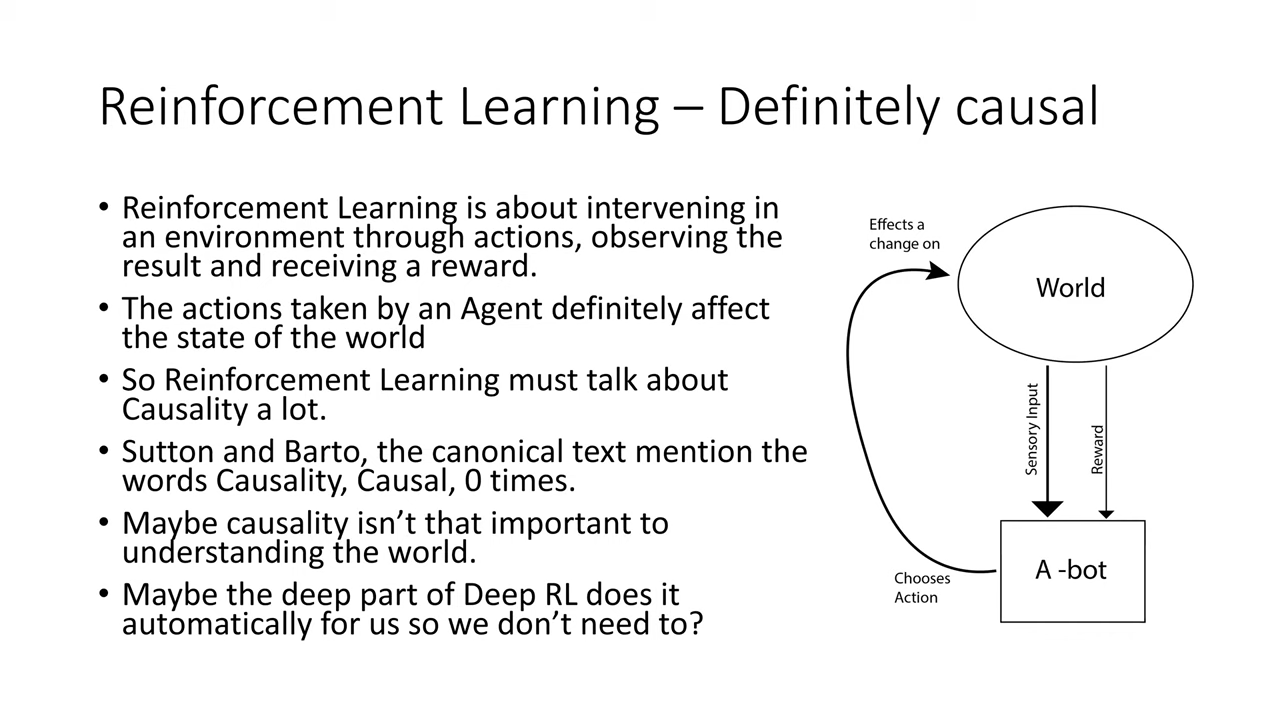 Reinforcement Learning – Definitely causal
• Reinforcement Learning is about intervening in
an environment through actions, observing the
result and receiving a reward.
• The actions taken by an Agent definitely affect
the state of the world
• So Reinforcement Learning must talk about
Causality a lot.
• Sutton and Barto, the canonical text mention the
words Causality, Causal, 0 times.
• Maybe causality isn’t that important to
understanding the world.
• Maybe the deep part of Deep RL does it
automatically for us so we don’t need to?
Effects a
change on
World
Sensory Input
Reward
A -bot
Chooses
Action